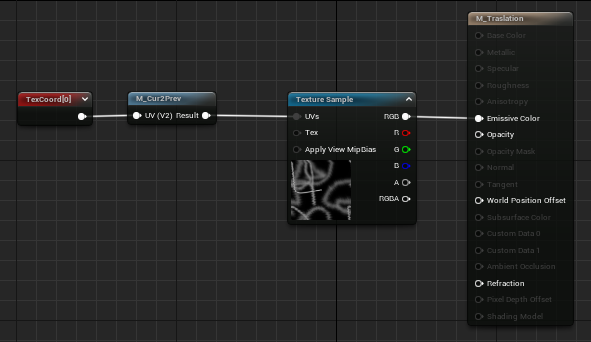 TexCoord[0]
M_Cur2Prev
UV (V2) Result
Texture Sample
UVs RGB
Tex R
Apply View MipBias G
B
A
RGBA
M_Traslation
Base Color
Metallic
Specular
Roughness
Anisotropy
Emissive Color
Opacity
Opacity Mask
Normal
Tangent
World Position Offset
Subsurface Color
Custom Data 0
Custom Data 1
Ambient Occlusion
Refraction
Pixel Depth Offset
Shading Model